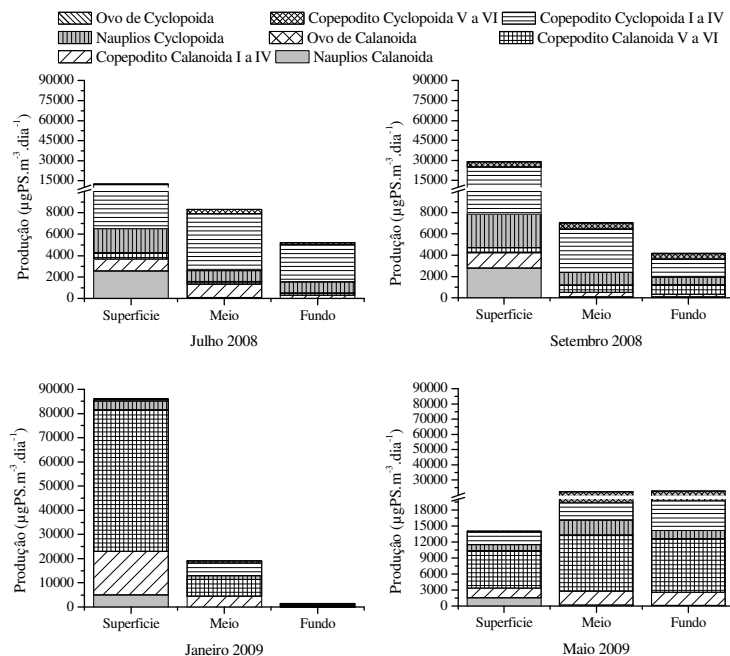 Ovo de Cyclopoida
Copepodito Cyclopoida V a VI
Copepodito Cyclopoida I a IV
Nauplios Cyclopoida
Ovo de Calanoida
Copepodito Calanoida V a VI
Copepodito Calanoida I a IV
Nauplios Calanoida
Produção (µgPS.m⁻³.dia⁻¹)
90000
75000
60000
45000
30000
15000
8000
6000
4000
2000
0
Superficie Meio Fundo
Julho 2008
Produção (µgPS.m⁻³.dia⁻¹)
90000
75000
60000
45000
30000
15000
8000
6000
4000
2000
0
Superficie Meio Fundo
Setembro 2008
Produção (µgPS.m⁻³.dia⁻¹)
90000
80000
70000
60000
50000
40000
30000
20000
10000
0
Superficie Meio Fundo
Janeiro 2009
Produção (µgPS.m⁻³.dia⁻¹)
90000
80000
70000
60000
50000
40000
30000
18000
15000
12000
9000
6000
3000
0
Superficie Meio Fundo
Maio 2009